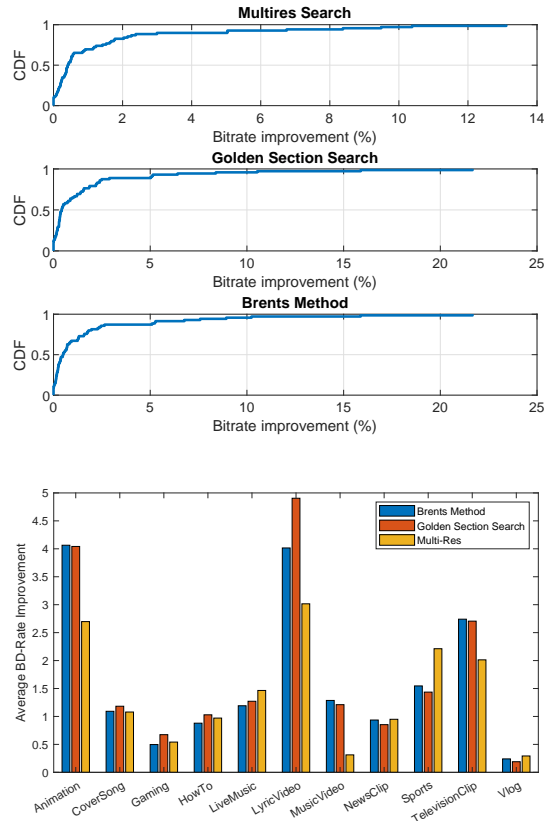 Multires Search
1
0.5
0
CDF
0 2 4 6 8 10 12 14
Bitrate improvement (%)
Golden Section Search
1
0.5
0
CDF
0 5 10 15 20 25
Bitrate improvement (%)
Brents Method
1
0.5
0
CDF
0 5 10 15 20 25
Bitrate improvement (%)
5
4.5
4
3.5
3
2.5
2
1.5
1
0.5
0
Average BD-Rate Improvement
Brents Method
Golden Section Search
Multi-Res
Animation
CoverSong
Gaming
HowTo
LiveMusic
LyricVideo
MusicVideo
NewsClip
Sports
TelevisionClip
Vlog